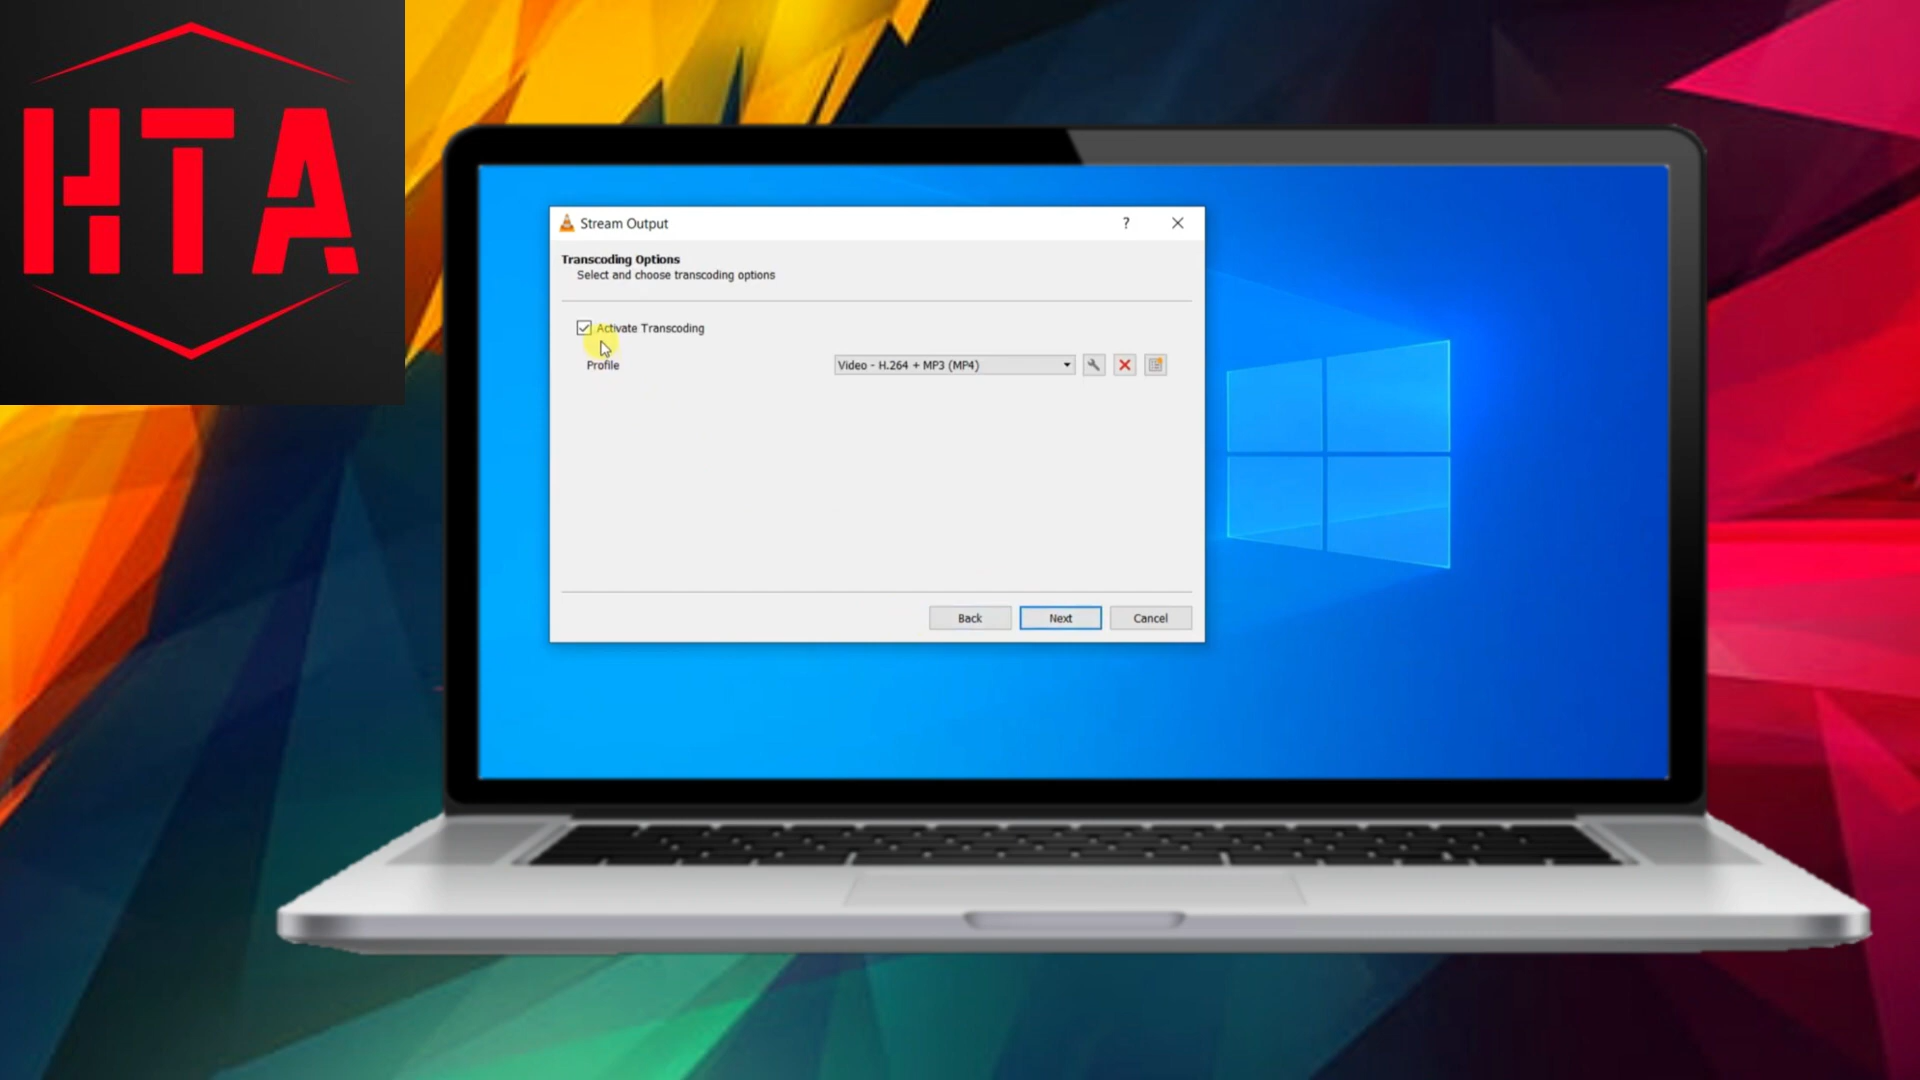 HTA
Stream Output
?
Transcoding Options
Select and choose transcoding options
Activate Transcoding
Profile
Video - H.264 + MP3 (MP4)
Back
Next
Cancel